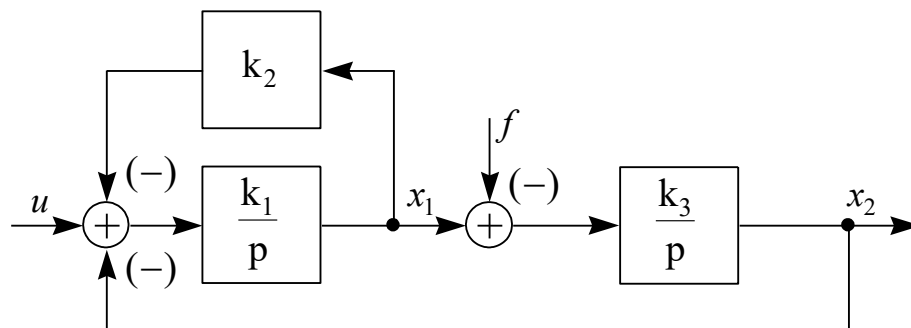 k₂
f
(−)
(−)
u
+
k₁
p
x₁
+
k₃
p
x₂
(−)